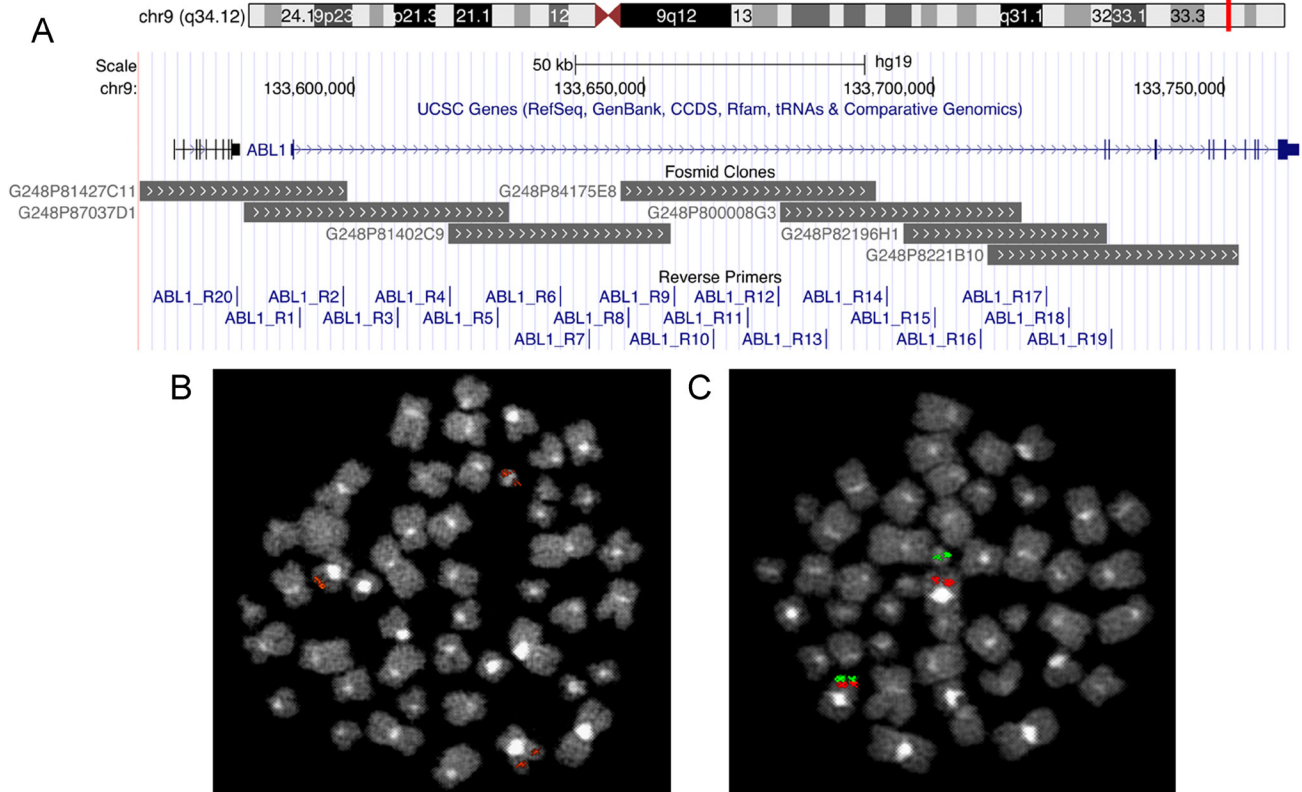 chr9 (q34.12) 24.1 9p23 p21.3 21.1 12 9q12 13 q31.1 32 33.1 33.3
A
Scale 50 kb hg19
chr9: 133,600,000 133,650,000 133,700,000 133,750,000
UCSC Genes (RefSeq, GenBank, CCDS, Rfam, tRNAs & Comparative Genomics)
ABL1
Fosmid Clones
G248P81427C11 G248P84175E8
G248P87037D1 G248P800008G3
G248P81402C9 G248P82196H1
G248P8221B10
Reverse Primers
ABL1_R20 ABL1_R2 ABL1_R4 ABL1_R6 ABL1_R9 ABL1_R12 ABL1_R14 ABL1_R17
ABL1_R1 ABL1_R3 ABL1_R5 ABL1_R8 ABL1_R11 ABL1_R15 ABL1_R18
ABL1_R7 ABL1_R10 ABL1_R13 ABL1_R16 ABL1_R19
B C